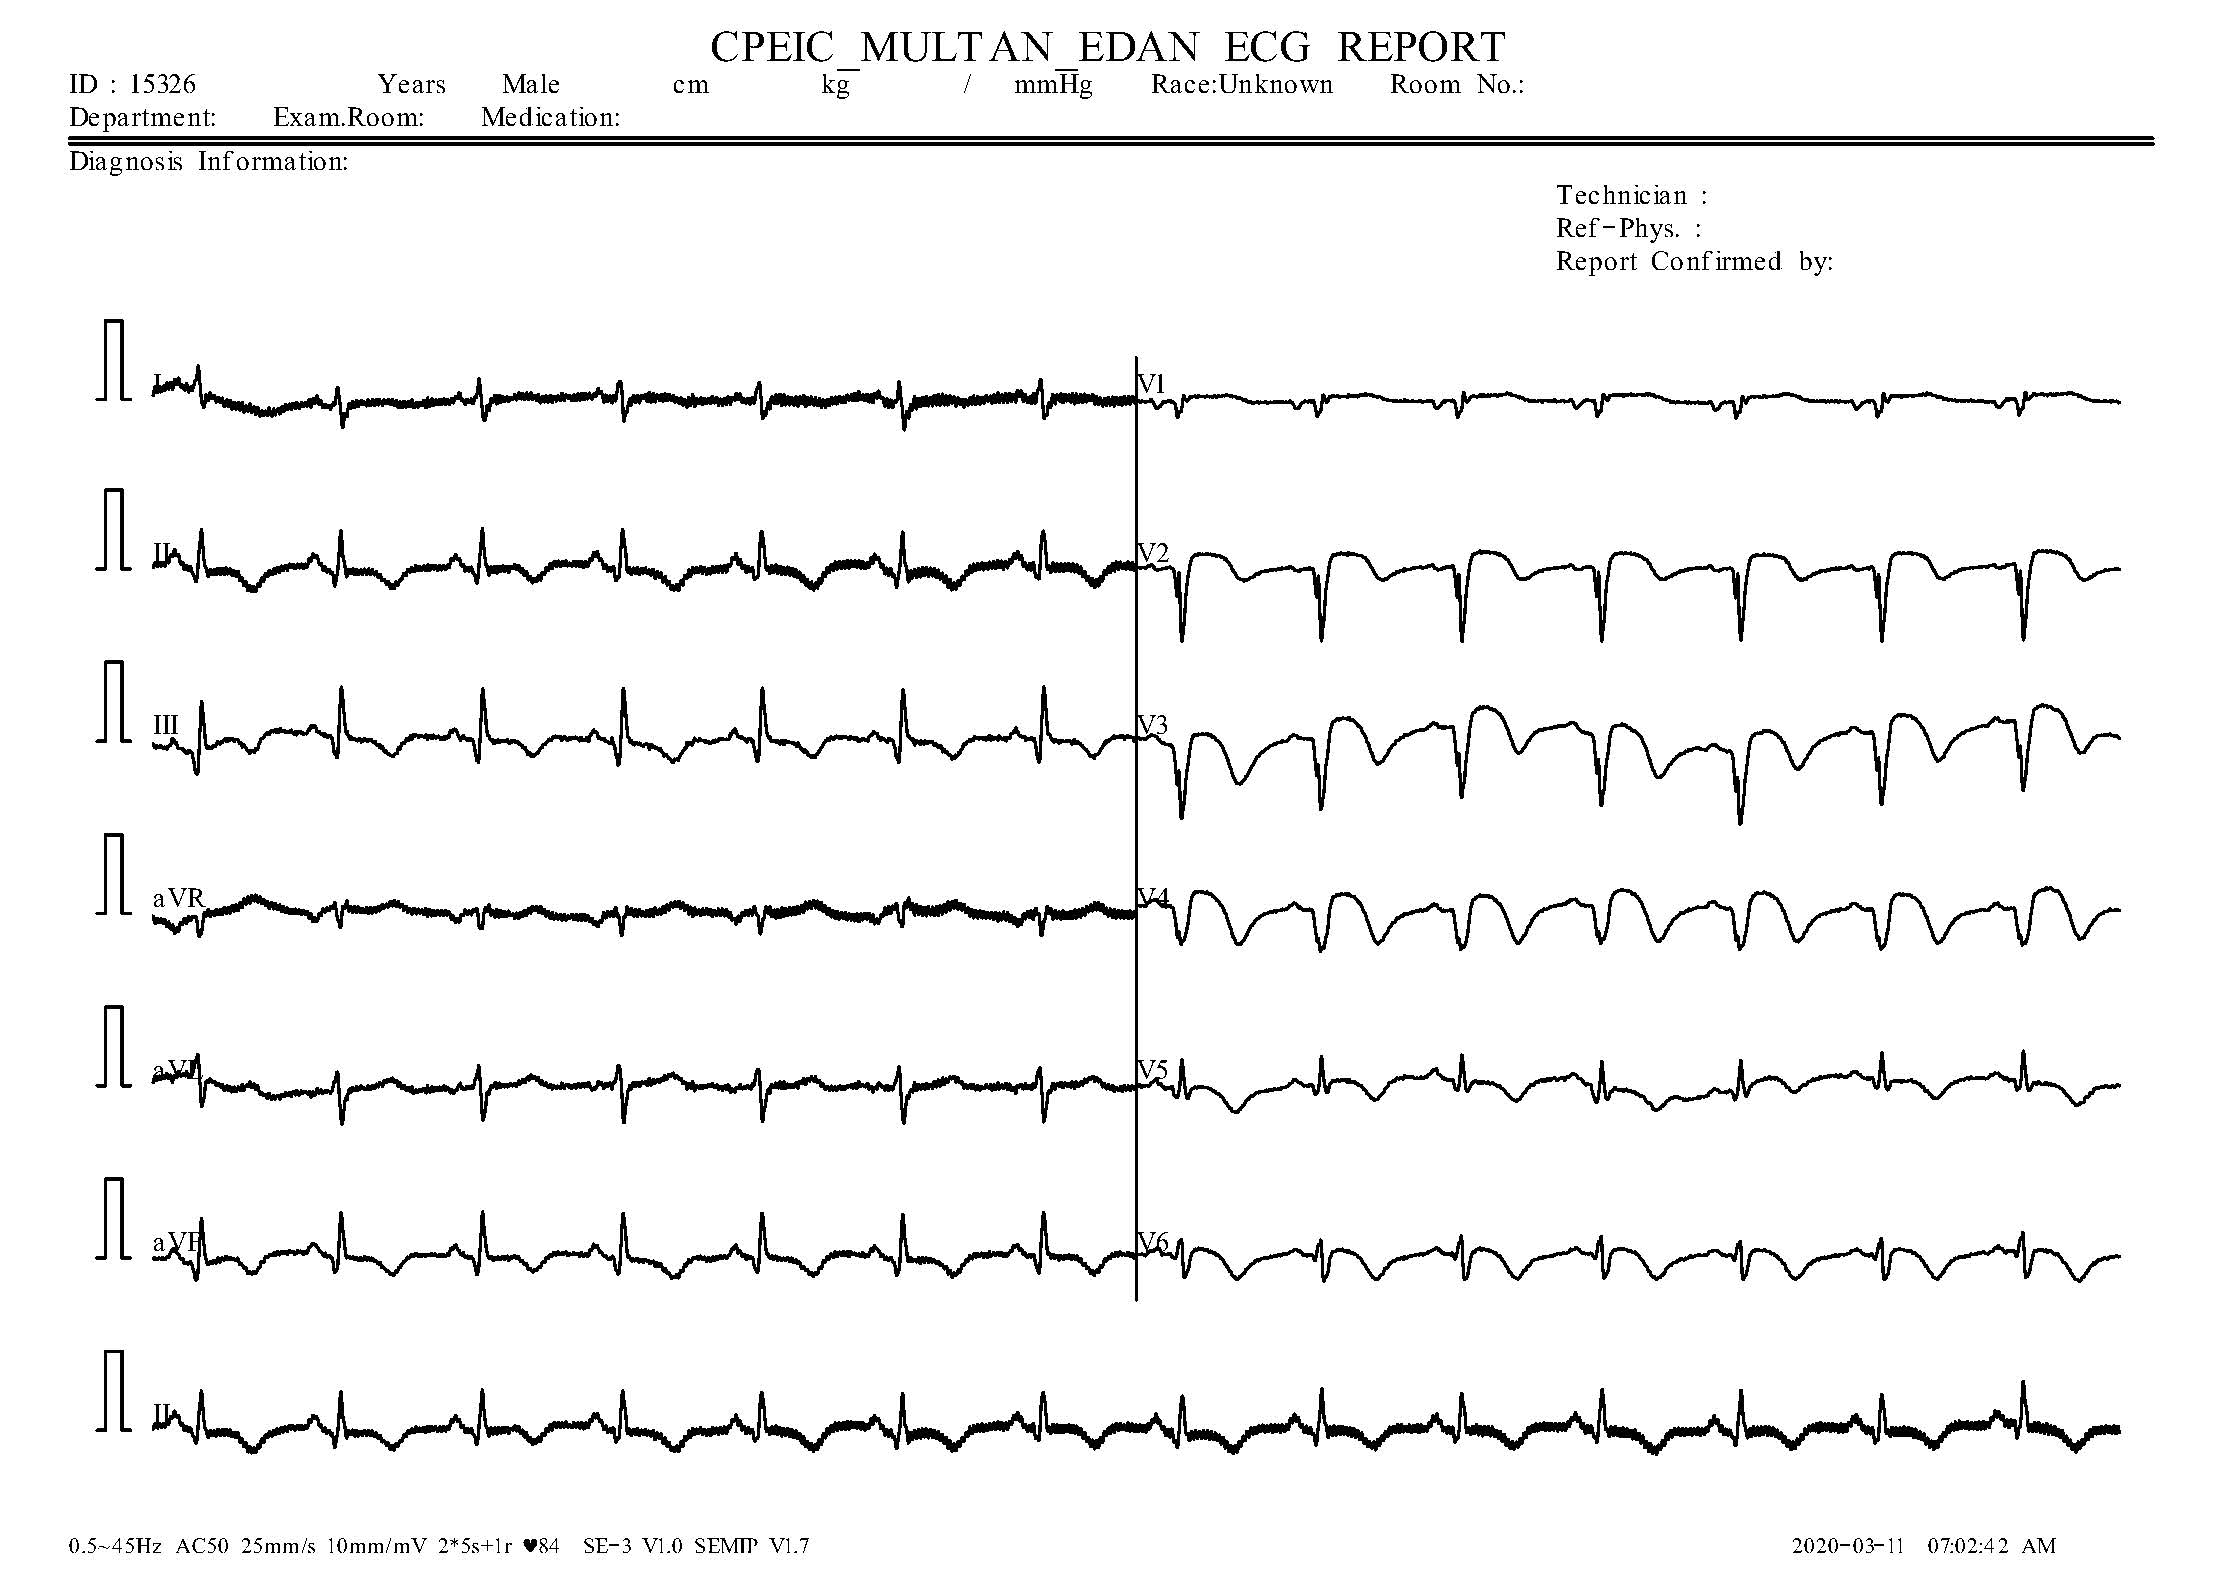 CPEIC_MULTAN_EDAN ECG REPORT
ID : 15326 Years Male cm kg / mmHg Race:Unknown Room No.:
Department: Exam.Room: Medication:
Diagnosis Information:
Technician :
Ref-Phys. :
Report Confirmed by:
I V1
II V2
III V3
aVR V4
aVL V5
aVF V6
II
0.5~45Hz AC50 25mm/s 10mm/mV 2*5s+1r ♥84 SE-3 V1.0 SEMIP V1.7 2020-03-11 07:02:42 AM